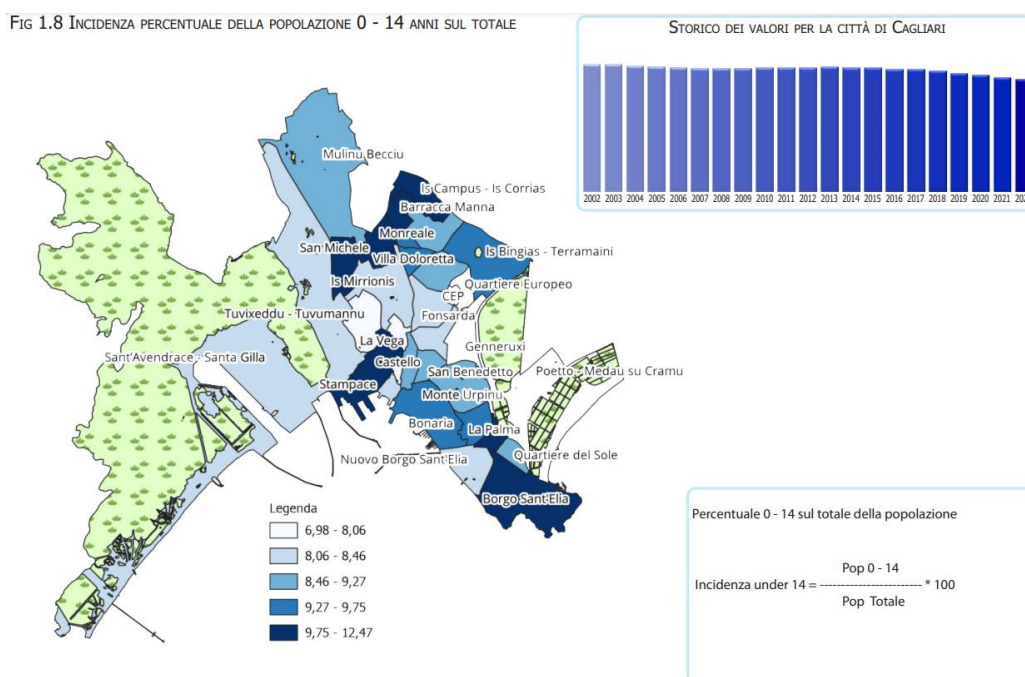 FIG 1.8 INCIDENZA PERCENTUALE DELLA POPOLAZIONE 0 - 14 ANNI SUL TOTALE
STORICO DEI VALORI PER LA CITTÀ DI CAGLIARI
2002 2003 2004 2005 2006 2007 2008 2009 2010 2011 2012 2013 2014 2015 2016 2017 2018 2019 2020 2021
Mulinu Becciu
Is Campus - Is Corrias
Barracca Manna
Monreale
San Michele
Is Bingias - Terramaini
Villa Doloretta
Is Mirrionis
Quartiere Europeo
CEP
Tuvixeddu - Tuvumannu
Fonsarda
La Vega
Genneruxi
Sant'Avendrace - Santa Gilla
Castello
San Benedetto
Poetto - Medau su Cramu
Stampace
Monte Urpinu
Bonaria
La Palma
Nuovo Borgo Sant'Elia
Quartiere del Sole
Borgo Sant'Elia
Legenda
6,98 - 8,06
8,06 - 8,46
8,46 - 9,27
9,27 - 9,75
9,75 - 12,47
Percentuale 0 - 14 sul totale della popolazione
Pop 0 - 14
Incidenza under 14 = ------------------------ * 100
Pop Totale